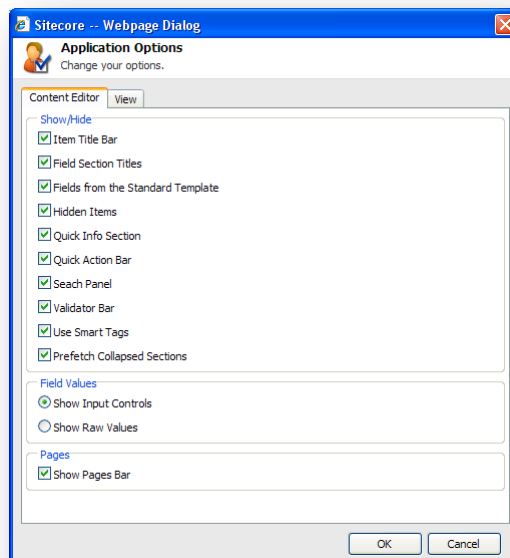 Sitecore -- Webpage Dialog
Application Options
Change your options.
Content Editor View
Show/Hide
Item Title Bar
Field Section Titles
Fields from the Standard Template
Hidden Items
Quick Info Section
Quick Action Bar
Seach Panel
Validator Bar
Use Smart Tags
Prefetch Collapsed Sections
Field Values
Show Input Controls
Show Raw Values
Pages
Show Pages Bar
OK Cancel